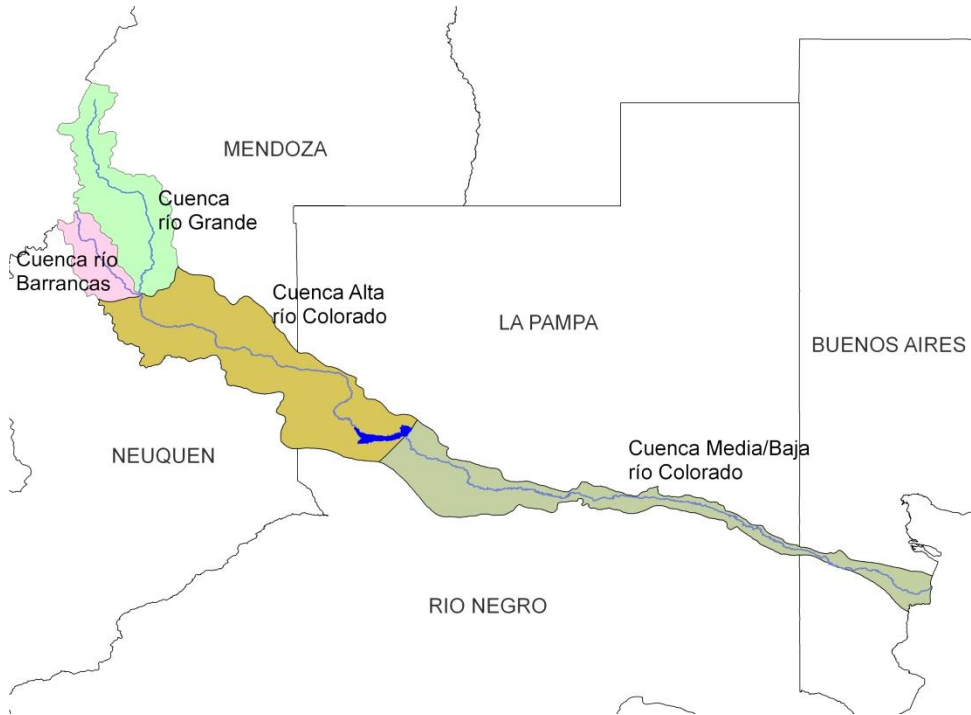 MENDOZA
Cuenca
río Grande
Cuenca río
Barrancas
Cuenca Alta
río Colorado
LA PAMPA
BUENOS AIRES
NEUQUEN
Cuenca Media/Baja
río Colorado
RIO NEGRO